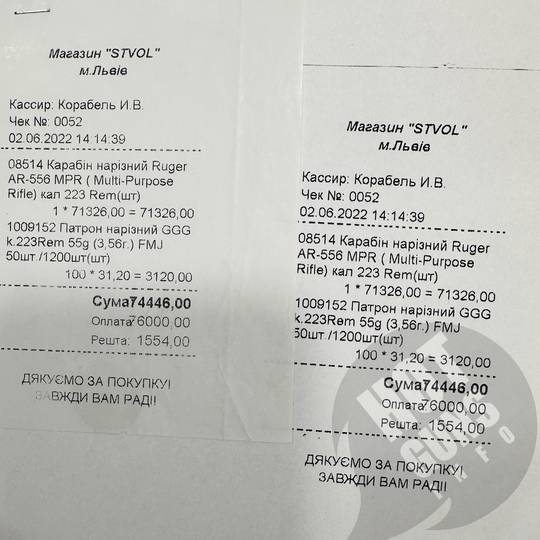 Магазин "STVOL"
м.Львів
Кассир: Корабель И.В.
Чек №: 0052
02.06.2022 14:14:39
08514 Карабін нарізний Ruger
AR-556 MPR ( Multi-Purpose
Rifle) кал 223 Rem(шт)
1 * 71326,00 = 71326,00
1009152 Патрон нарізний GGG
k.223Rem 55g (3,56г.) FMJ
50шт./1200шт(шт)
100 * 31,20 = 3120,00
Сума74446,00
Оплата76000,00
Решта: 1554,00
ДЯКУЄМО ЗА ПОКУПКУ!
ЗАВЖДИ ВАМ РАДІ!
Магазин "STVOL"
м.Львів
Кассир: Корабель И.В.
Чек №: 0052
02.06.2022 14:14:39
08514 Карабін нарізний Ruger
AR-556 MPR ( Multi-Purpose
Rifle) кал 223 Rem(шт)
1 * 71326,00 = 71326,00
1009152 Патрон нарізний GGG
k.223Rem 55g (3,56г.) FMJ
50шт./1200шт(шт)
100 * 31,20 = 3120,00
Сума74446,00
Оплата76000,00
Решта: 1554,00
ДЯКУЄМО ЗА ПОКУПКУ!
ЗАВЖДИ ВАМ РАДІ!
HOT
GUNS
INFO